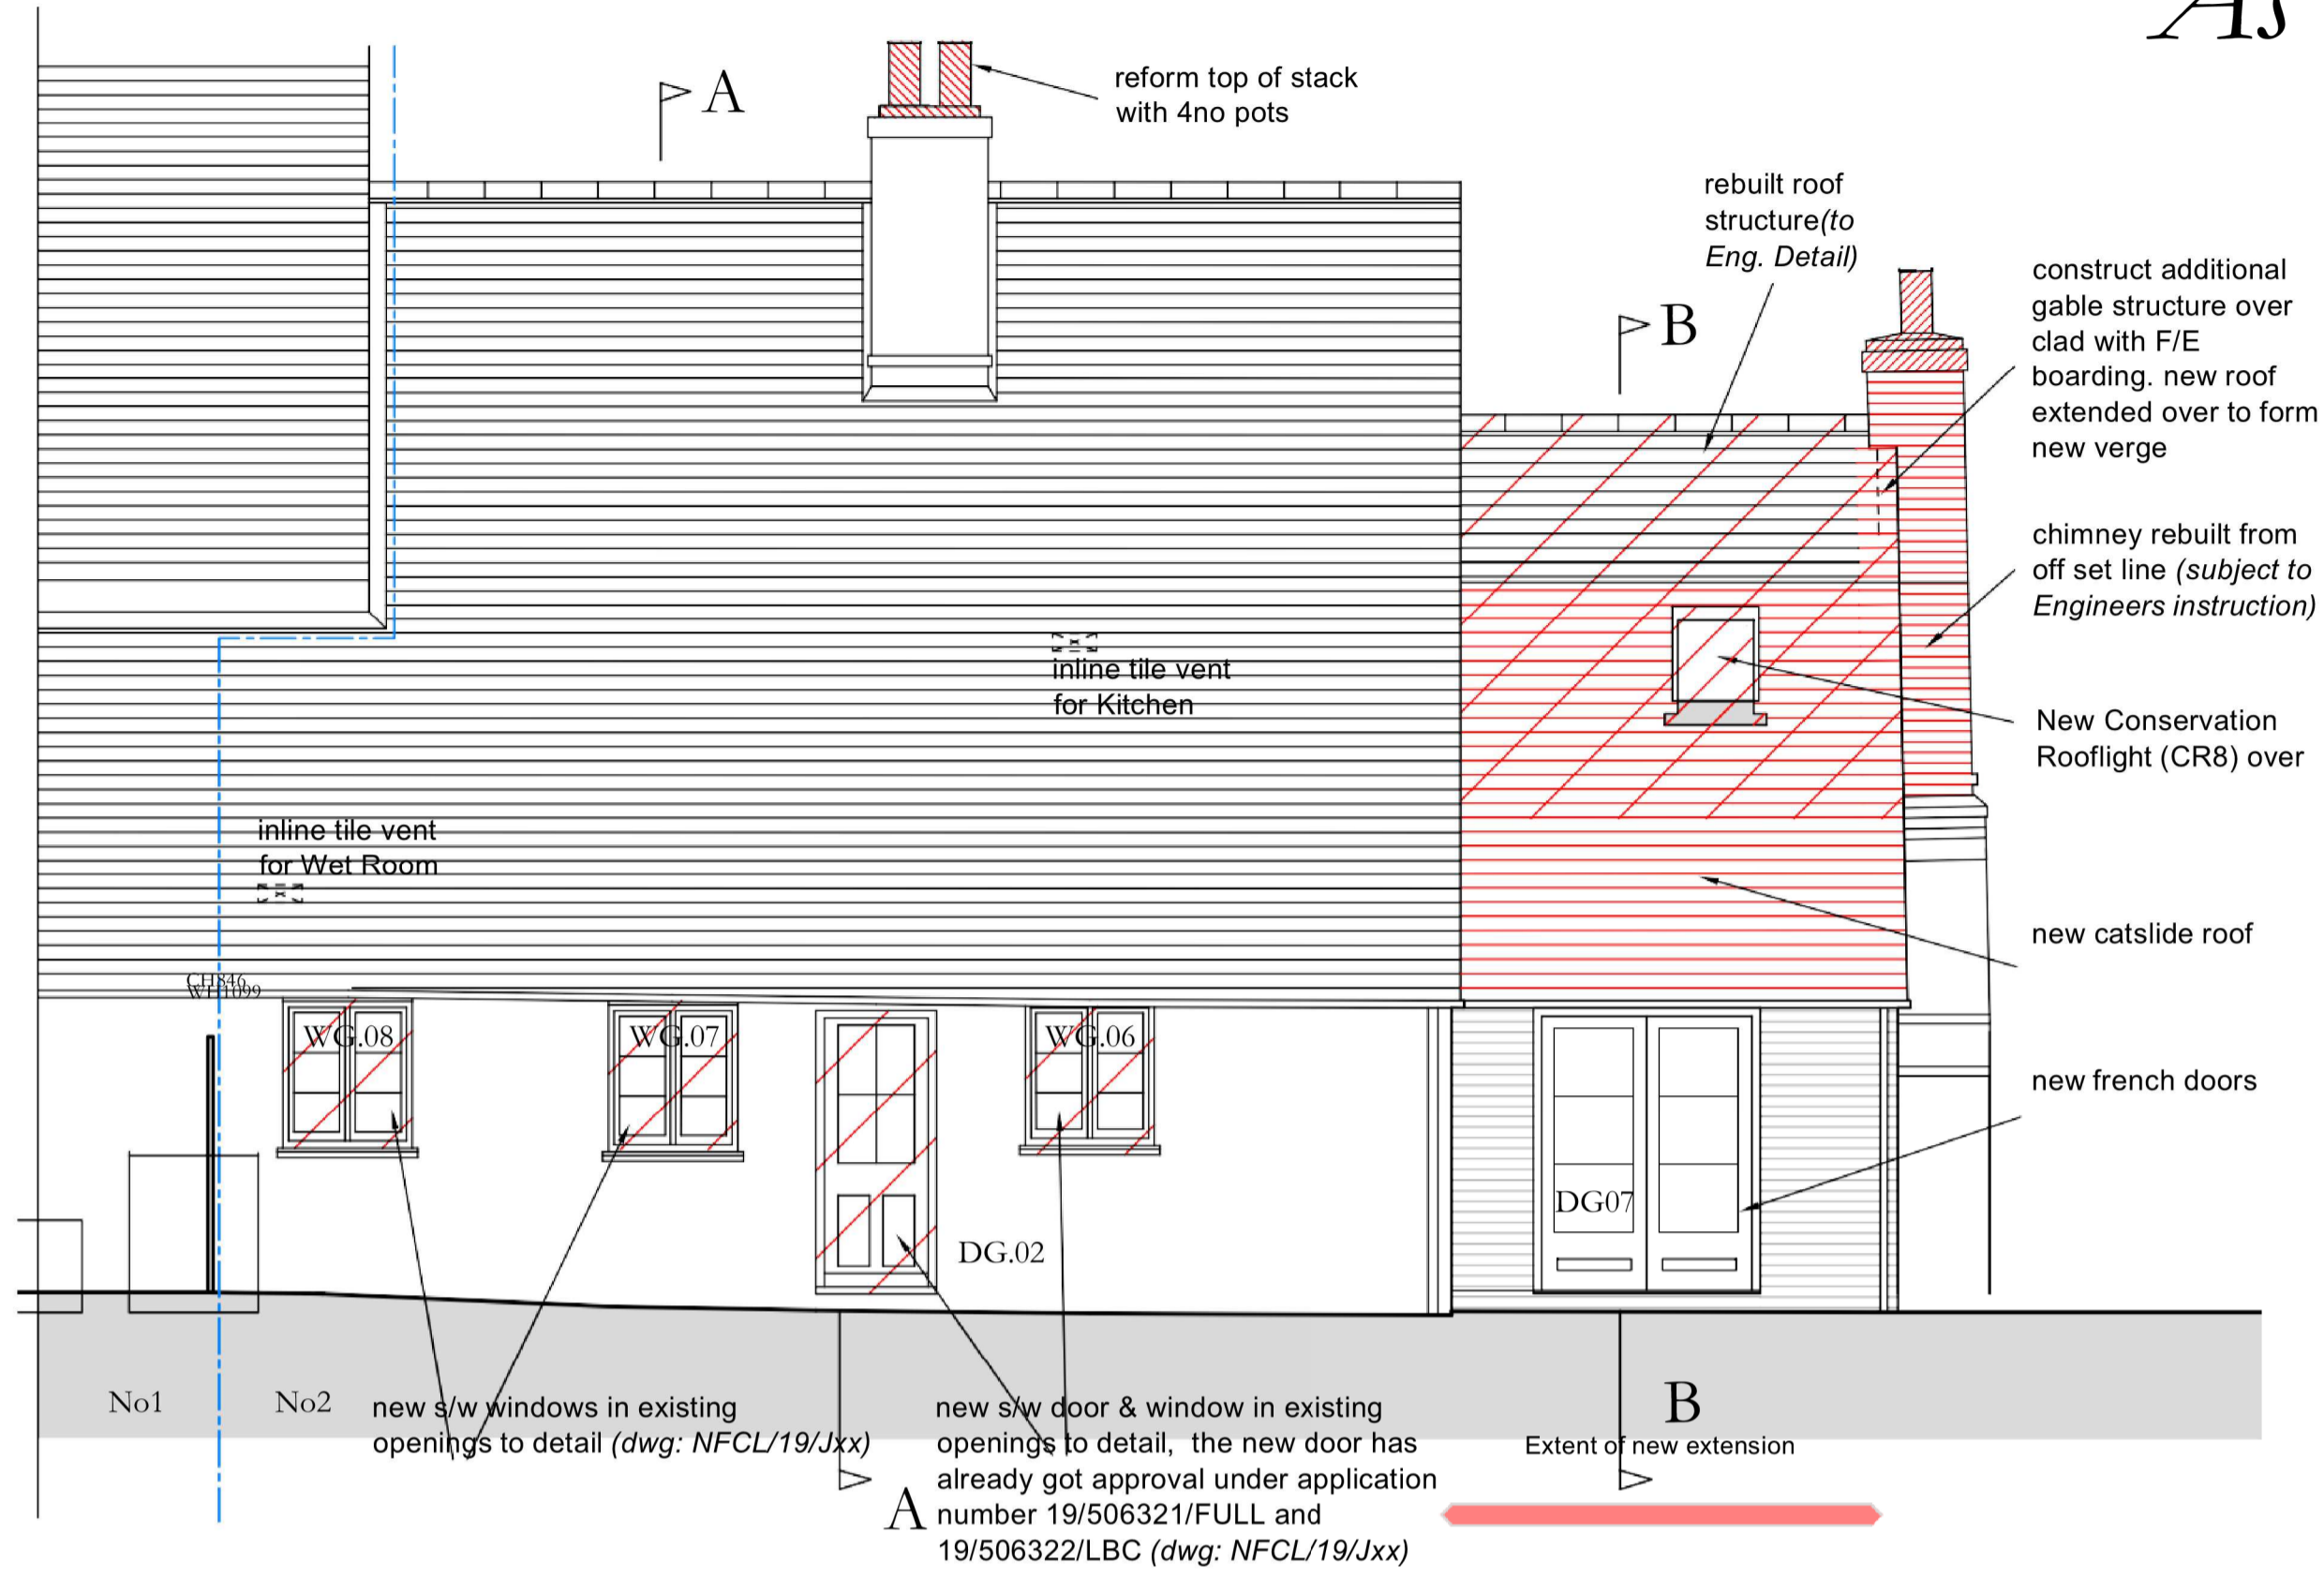 As
A
reform top of stack
with 4no pots
rebuilt roof
structure(to
Eng. Detail)
B
construct additional
gable structure over
clad with F/E
boarding. new roof
extended over to form
new verge
chimney rebuilt from
off set line (subject to
Engineers instruction)
inline tile vent
for Kitchen
New Conservation
Rooflight (CR8) over
inline tile vent
for Wet Room
new catslide roof
CH846
WH1099
WG.08
WG.07
WG.06
new french doors
DG07
DG.02
No1
No2
new s/w windows in existing
openings to detail (dwg: NFCL/19/Jxx)
new s/w door & window in existing
openings to detail, the new door has
already got approval under application
number 19/506321/FULL and
19/506322/LBC (dwg: NFCL/19/Jxx)
A
B
Extent of new extension